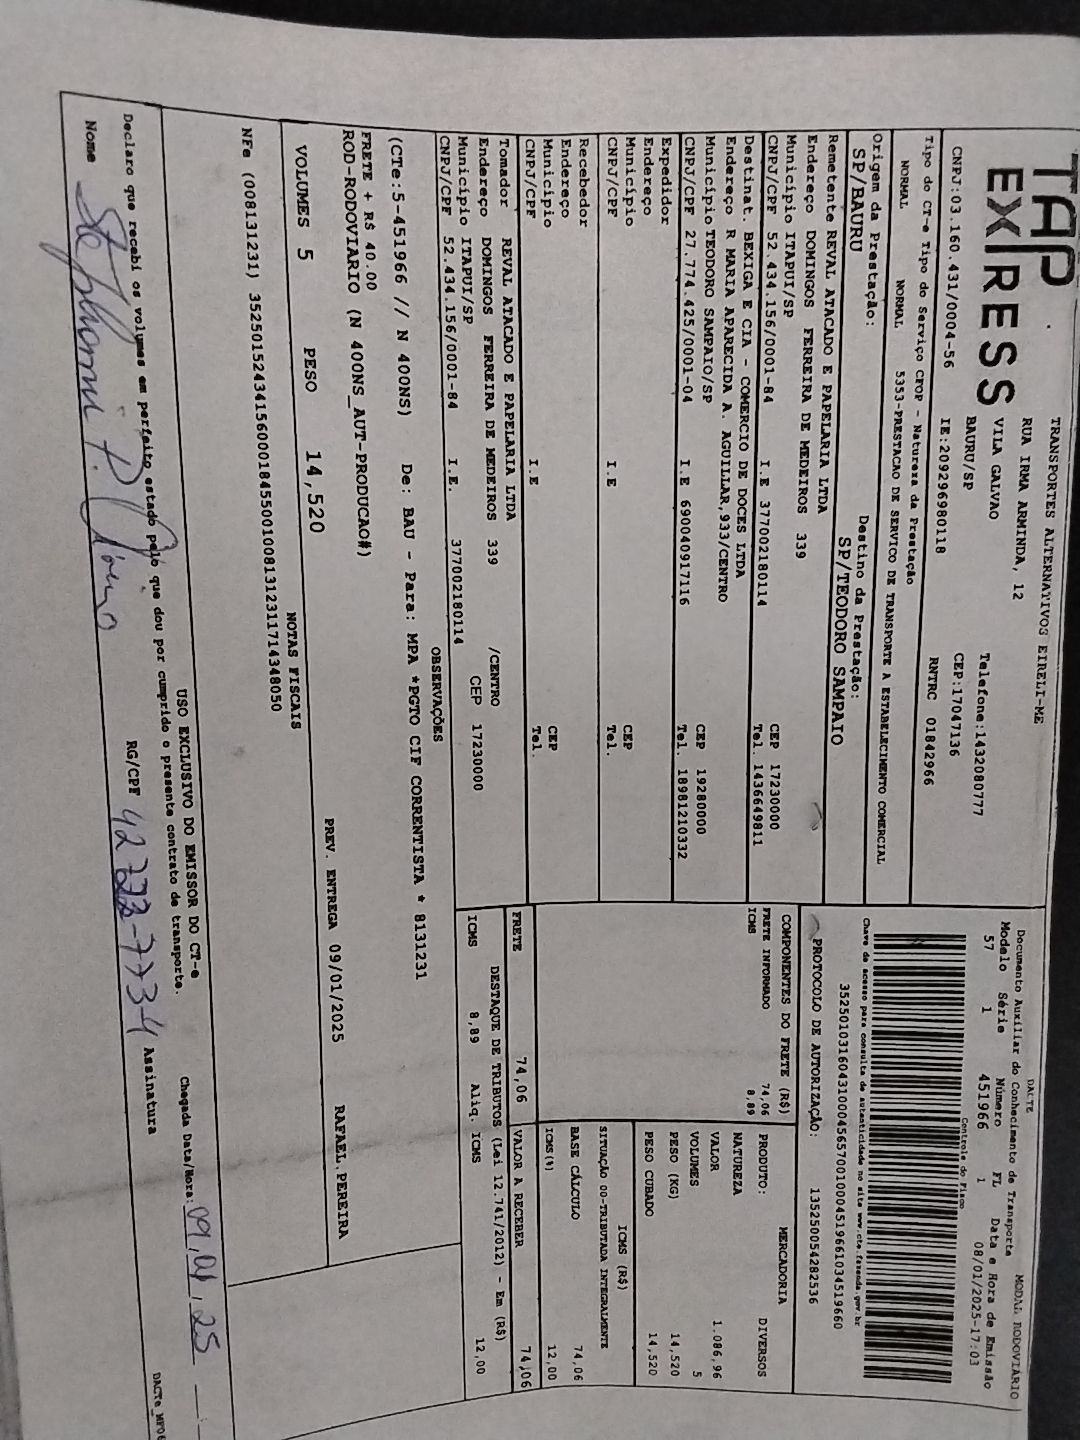 TAP
EXPRESS
TRANSPORTES ALTERNATIVOS EIRELI-ME
RUA IRMA ARMINDA, 12
VILA GALVAO
BAURU/SP
Telefone:1432080777
CEP:17047136
CNPJ:03.160.431/0004-56 IE:209296980118 RNTRC 01842966
Tipo do CT-e Tipo do Serviço CFOP - Natureza da Prestação
NORMAL NORMAL 5353-PRESTACAO DE SERVICO DE TRANSPORTE A ESTABELECIMENTO COMERCIAL
Origem da Prestação: Destino da Prestação:
SP/BAURU SP/TEODORO SAMPAIO
DACTE MODAL RODOVIÁRIO
Documento Auxiliar do Conhecimento de Transporte
Modelo Série Número FL Data e Hora de Emissão
57 1 451966 1 08/01/2025-17:03
Controle do Fisco
Chave de acesso para consulta de autenticidade no site www.cte.fazenda.gov.br
35250103160431000456570010004519661034519660
PROTOCOLO DE AUTORIZAÇÃO: 135250054282536
Remetente REVAL ATACADO E PAPELARIA LTDA
Endereço DOMINGOS FERREIRA DE MEDEIROS 339
Município ITAPUI/SP CEP 17230000
CNPJ/CPF 52.434.156/0001-84 I.E 377002180114 Tel. 1436649811
Destinat. BEXIGA E CIA - COMERCIO DE DOCES LTDA
Endereço R MARIA APARECIDA A. AGUILLAR,933/CENTRO
Município TEODORO SAMPAIO/SP CEP 19280000
CNPJ/CPF 27.774.425/0001-04 I.E 690040917116 Tel. 18981210332
Expedidor
Endereço
Município CEP
CNPJ/CPF I.E Tel.
Recebedor
Endereço
Município CEP
CNPJ/CPF I.E Tel.
Tomador REVAL ATACADO E PAPELARIA LTDA
Endereço DOMINGOS FERREIRA DE MEDEIROS 339 /CENTRO
Município ITAPUI/SP CEP 17230000
CNPJ/CPF 52.434.156/0001-84 I.E. 377002180114
COMPONENTES DO FRETE (R$)
FRETE INFORMADO 74,06
ICMS 8,89
MERCADORIA
PRODUTO: DIVERSOS
NATUREZA
VALOR 1.086,96
VOLUMES 5
PESO (KG) 14,520
PESO CUBADO 14,520
ICMS (R$)
SITUAÇÃO 00-TRIBUTADA INTEGRALMENTE
BASE CÁLCULO 74,06
ICMS(%) 12,00
FRETE 74,06 VALOR A RECEBER 74,06
DESTAQUE DE TRIBUTOS (Lei 12.741/2012) - Em (R$)
ICMS 8,89 Aliq. ICMS 12,00
OBSERVAÇÕES
(CTe:5-451966 // N 400NS) De: BAU - Para: MPA *PGTO CIF CORRENTISTA * 8131231
FRETE + R$ 40.00
ROD-RODOVIARIO (N 400NS_AUT-PRODUCAO#)
VOLUMES 5 PESO 14,520 PREV. ENTREGA 09/01/2025 RAFAEL.PEREIRA
NOTAS FISCAIS
NFe (008131231) 35250152434156000184550010081312311714348050
USO EXCLUSIVO DO EMISSOR DO CT-e
Declaro que recebi os volumes em perfeito estado pelo que dou por cumprido o presente contrato de transporte. Chegada Data/Hora: 09,01,25
Nome RG/CPF 42772-7734 Assinatura